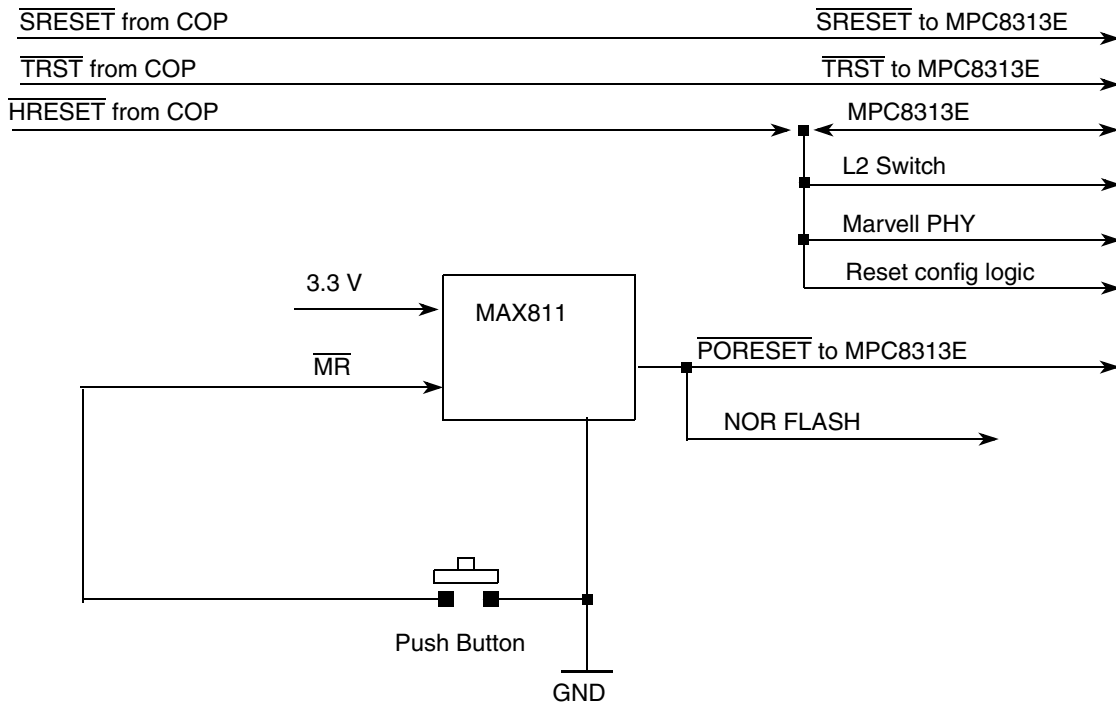 SRESET from COP
SRESET to MPC8313E
TRST from COP
TRST to MPC8313E
HRESET from COP
MPC8313E
L2 Switch
Marvell PHY
Reset config logic
3.3 V
MAX811
MR
PORESET to MPC8313E
NOR FLASH
Push Button
GND